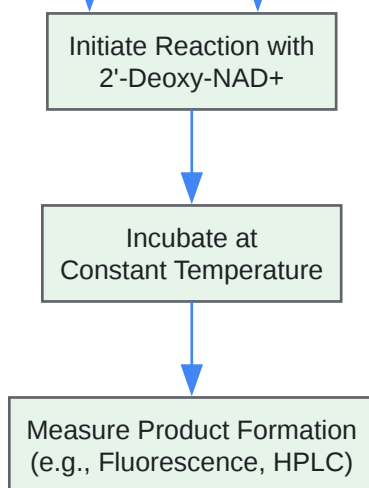 Initiate Reaction with
2'-Deoxy-NAD+
Incubate at
Constant Temperature
Measure Product Formation
(e.g., Fluorescence, HPLC)